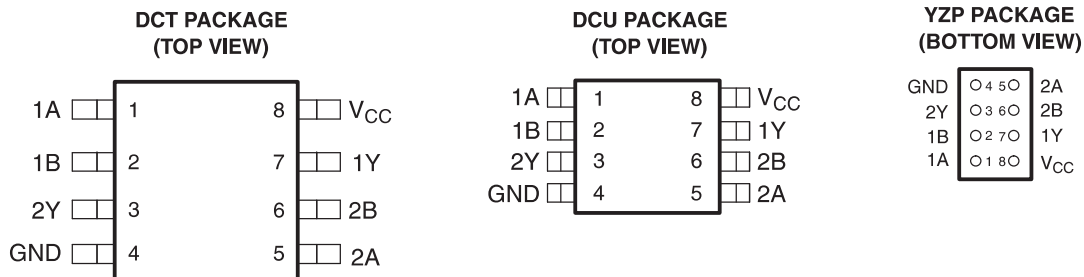 DCT PACKAGE
(TOP VIEW)
1A 1 8 VCC
1B 2 7 1Y
2Y 3 6 2B
GND 4 5 2A
DCU PACKAGE
(TOP VIEW)
1A 1 8 VCC
1B 2 7 1Y
2Y 3 6 2B
GND 4 5 2A
YZP PACKAGE
(BOTTOM VIEW)
GND 4 5 2A
2Y 3 6 2B
1B 2 7 1Y
1A 1 8 VCC